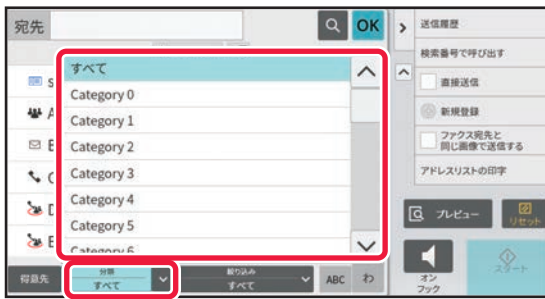 宛先
OK
すべて
Category 0
Category 1
Category 2
Category 3
Category 4
Category 5
Category 6
S
A
E
C
D
E
得意先
分類
すべて
絞り込み
すべて
ABC
わ
送信履歴
検索番号で呼び出す
直接送信
新規登録
ファクス宛先と
同じ画像で送信する
アドレスリストの印字
プレビュー
リセット
オン
フック
スタート